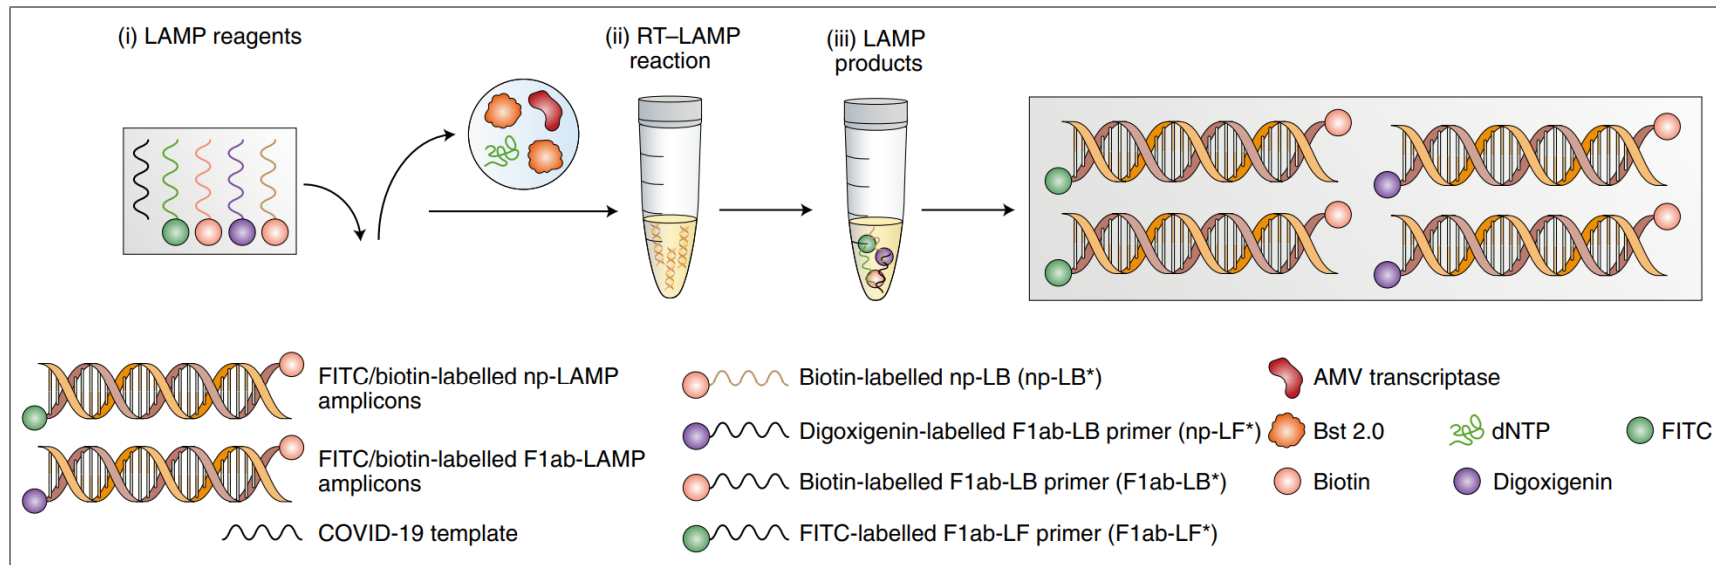 (i) LAMP reagents
(ii) RT–LAMP
reaction
(iii) LAMP
products
FITC/biotin-labelled np-LAMP
amplicons
FITC/biotin-labelled F1ab-LAMP
amplicons
COVID-19 template
Biotin-labelled np-LB (np-LB*)
Digoxigenin-labelled F1ab-LB primer (np-LF*)
Biotin-labelled F1ab-LB primer (F1ab-LB*)
FITC-labelled F1ab-LF primer (F1ab-LF*)
AMV transcriptase
Bst 2.0
dNTP
FITC
Biotin
Digoxigenin